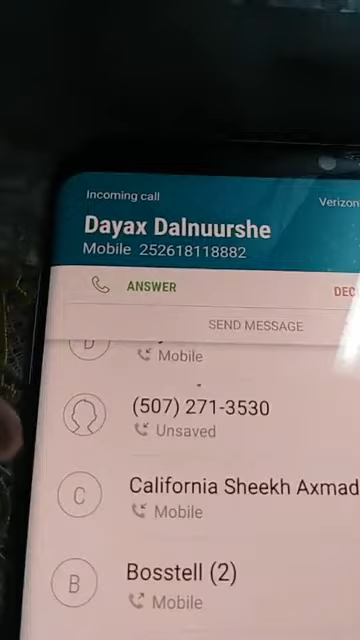 Incoming call
Verizon
Dayax Dalnuurshe
Mobile 252618118882
ANSWER
DEC
SEND MESSAGE
D
Mobile
(507) 271-3530
Unsaved
C
California Sheekh Axmad
Mobile
B
Bosstell (2)
Mobile